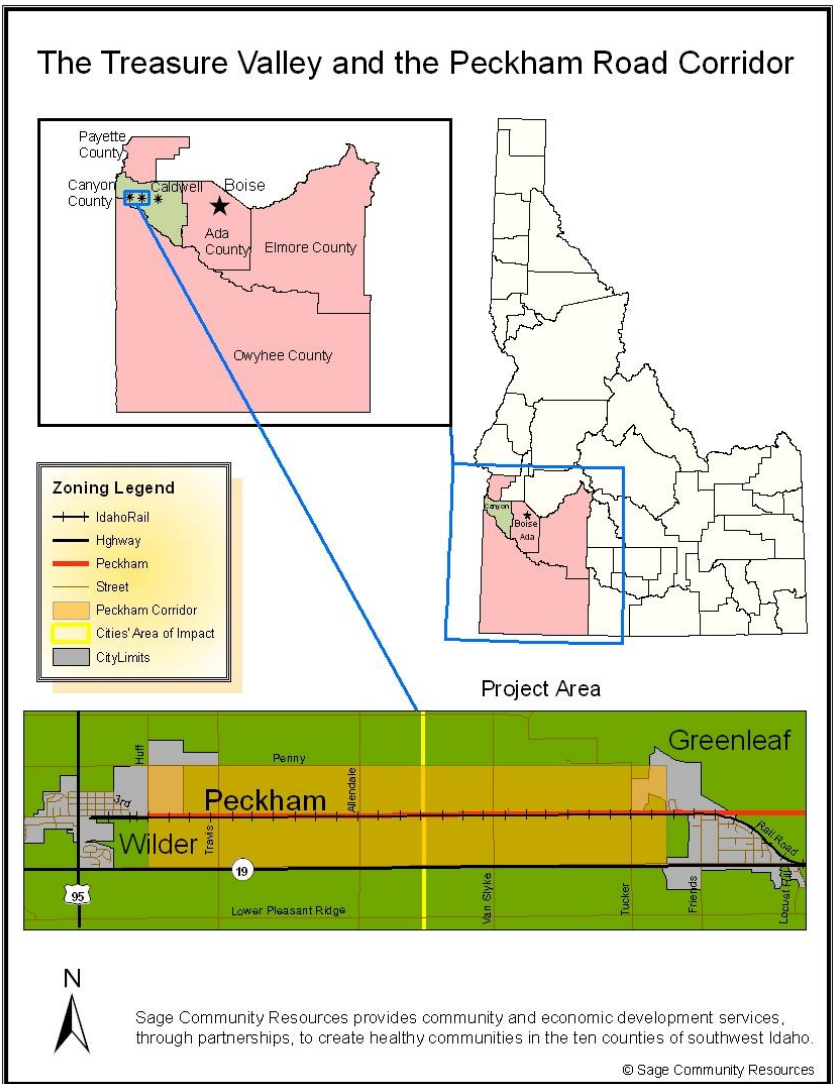 The Treasure Valley and the Peckham Road Corridor
Payette
County
Canyon
County
Caldwell
Boise
Ada
County
Elmore County
Owyhee County
Canyon
Boise
Ada
Zoning Legend
IdahoRail
Hghway
Peckham
Street
Peckham Corridor
Cities' Area of Impact
CityLimits
Project Area
Huff
Penny
Greenleaf
3rd
Peckham
Allendale
Wilder
Travis
Rail Road
19
95
Lower Pleasant Ridge
Van Slyke
Tucker
Friends
Locust
N
Sage Community Resources provides community and economic development services,
through partnerships, to create healthy communities in the ten counties of southwest Idaho.
© Sage Community Resources